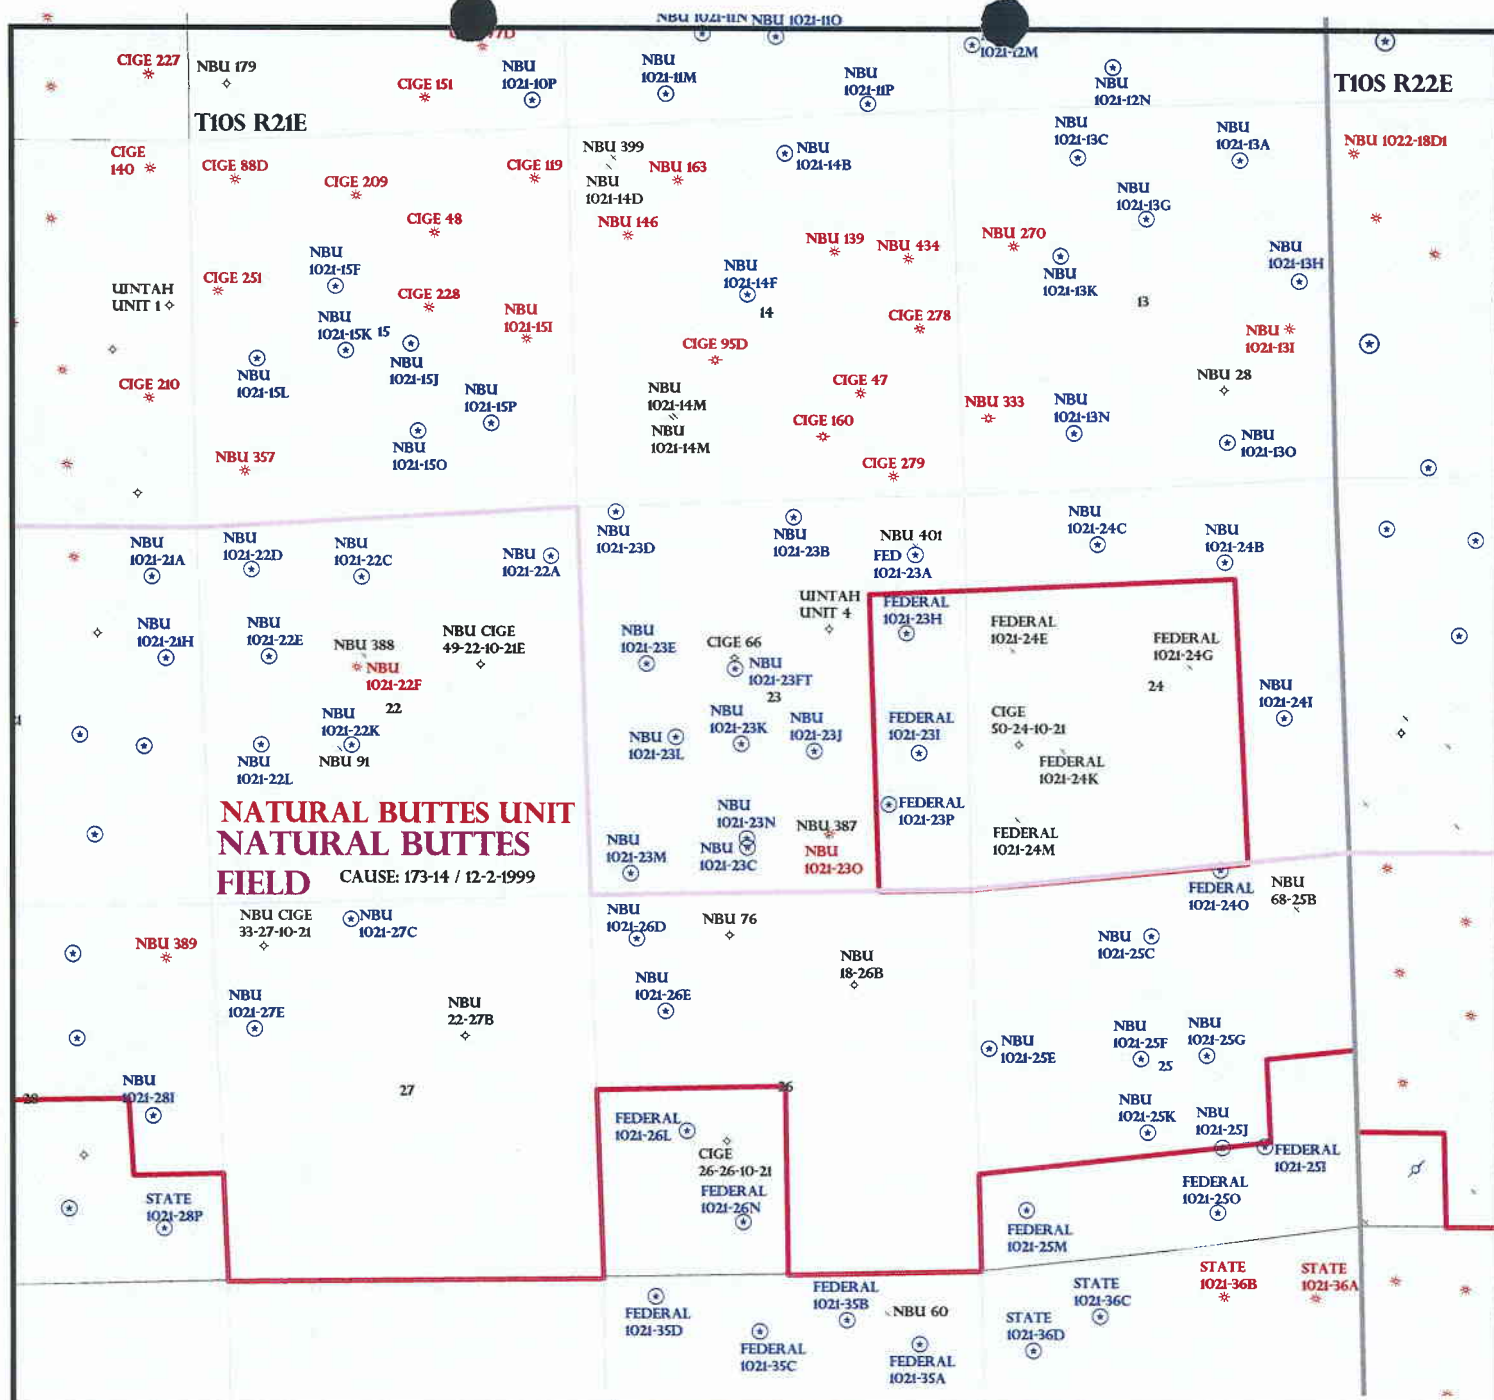 NBU 1021-11N NBU 1021-11O
1021-12M
CIGE 227
NBU 179
CIGE 151
NBU
1021-10P
NBU
1021-11M
NBU
1021-11P
NBU
1021-12N
T10S R22E
T10S R21E
CIGE
140
CIGE 88D
CIGE 209
CIGE 119
CIGE 48
NBU 399
NBU
1021-14D
NBU 163
NBU
1021-14B
NBU 146
NBU 139
NBU 434
NBU
1021-13C
NBU
1021-13A
NBU 1022-18D1
NBU
1021-13G
NBU 270
NBU
1021-13K
NBU
1021-13H
13
UINTAH
UNIT 1
CIGE 251
NBU
1021-15F
CIGE 228
NBU
1021-15K
15
NBU
1021-15J
NBU
1021-15I
NBU
1021-14F
14
CIGE 278
NBU
1021-13I
CIGE 210
NBU
1021-15L
NBU
1021-15P
NBU
1021-15O
NBU 357
CIGE 95D
NBU
1021-14M
NBU
1021-14M
CIGE 47
CIGE 160
CIGE 279
NBU 333
NBU
1021-13N
NBU 28
NBU
1021-13O
NBU
1021-21A
NBU
1021-22D
NBU
1021-22C
NBU
1021-22A
NBU
1021-23D
NBU
1021-23B
NBU 401
FED
1021-23A
NBU
1021-24C
NBU
1021-24B
NBU
1021-21H
NBU
1021-22E
NBU 388
NBU
1021-22F
22
NBU CIGE
49-22-10-21E
NBU
1021-23E
CIGE 66
NBU
1021-23FT
23
UINTAH
UNIT 4
FEDERAL
1021-23H
FEDERAL
1021-24E
FEDERAL
1021-24G
24
NBU
1021-24I
NBU
1021-22L
NBU
1021-22K
NBU 91
NBU
1021-23L
NBU
1021-23K
NBU
1021-23J
FEDERAL
1021-23I
CIGE
50-24-10-21
FEDERAL
1021-24K
NATURAL BUTTES UNIT
NATURAL BUTTES
FIELD
CAUSE: 173-14 / 12-2-1999
NBU
1021-23M
NBU
1021-23N
NBU
1021-23C
NBU 387
NBU
1021-23O
FEDERAL
1021-23P
FEDERAL
1021-24M
FEDERAL
1021-24O
NBU
68-25B
NBU 389
NBU CIGE
33-27-10-21
NBU
1021-27C
NBU
1021-26D
NBU 76
NBU
18-26B
NBU
1021-25C
NBU
1021-27E
NBU
22-27B
NBU
1021-26E
NBU
1021-25E
NBU
1021-25F
25
NBU
1021-25G
28
NBU
1021-28I
27
26
FEDERAL
1021-26L
CIGE
26-26-10-21
FEDERAL
1021-26N
NBU
1021-25K
NBU
1021-25J
FEDERAL
1021-25I
STATE
1021-28P
FEDERAL
1021-25M
FEDERAL
1021-25O
FEDERAL
1021-35D
FEDERAL
1021-35C
FEDERAL
1021-35B
NBU 60
FEDERAL
1021-35A
STATE
1021-36D
STATE
1021-36C
STATE
1021-36B
STATE
1021-36A